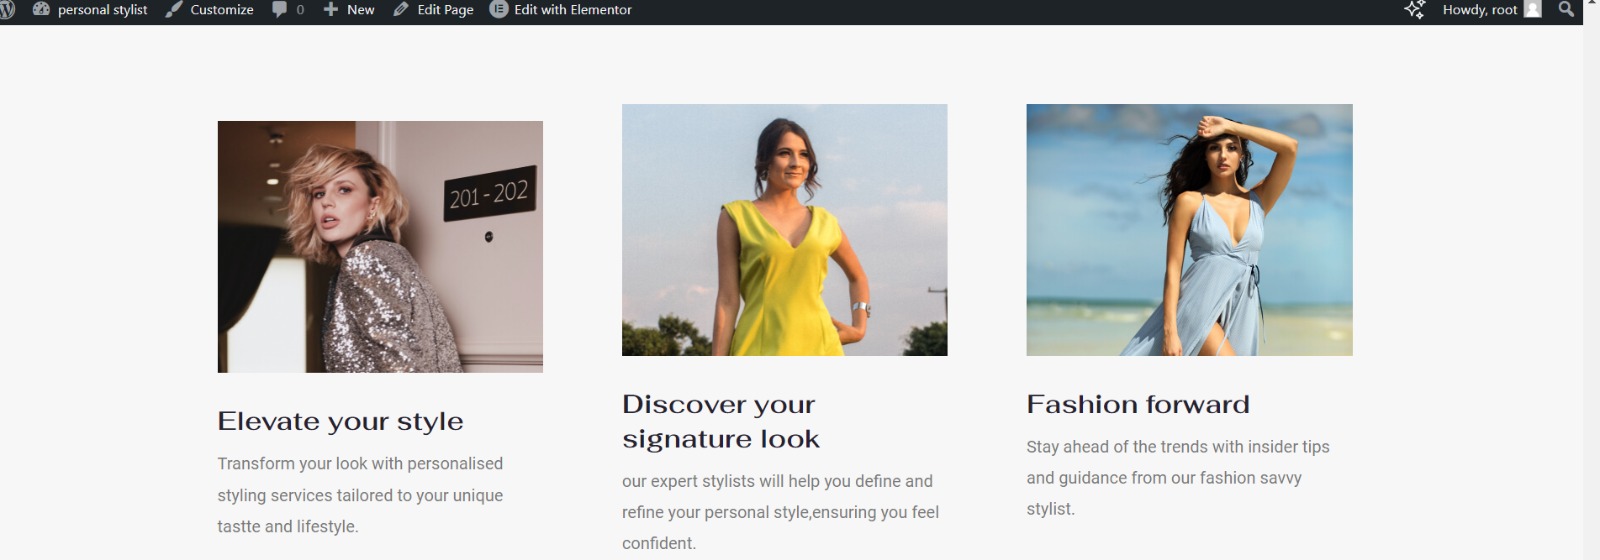 personal stylist Customize 0 New Edit Page Edit with Elementor Howdy, root
201-202
Elevate your style
Transform your look with personalised
styling services tailored to your unique
tastte and lifestyle.
Discover your
signature look
our expert stylists will help you define and
refine your personal style,ensuring you feel
confident.
Fashion forward
Stay ahead of the trends with insider tips
and guidance from our fashion savvy
stylist.